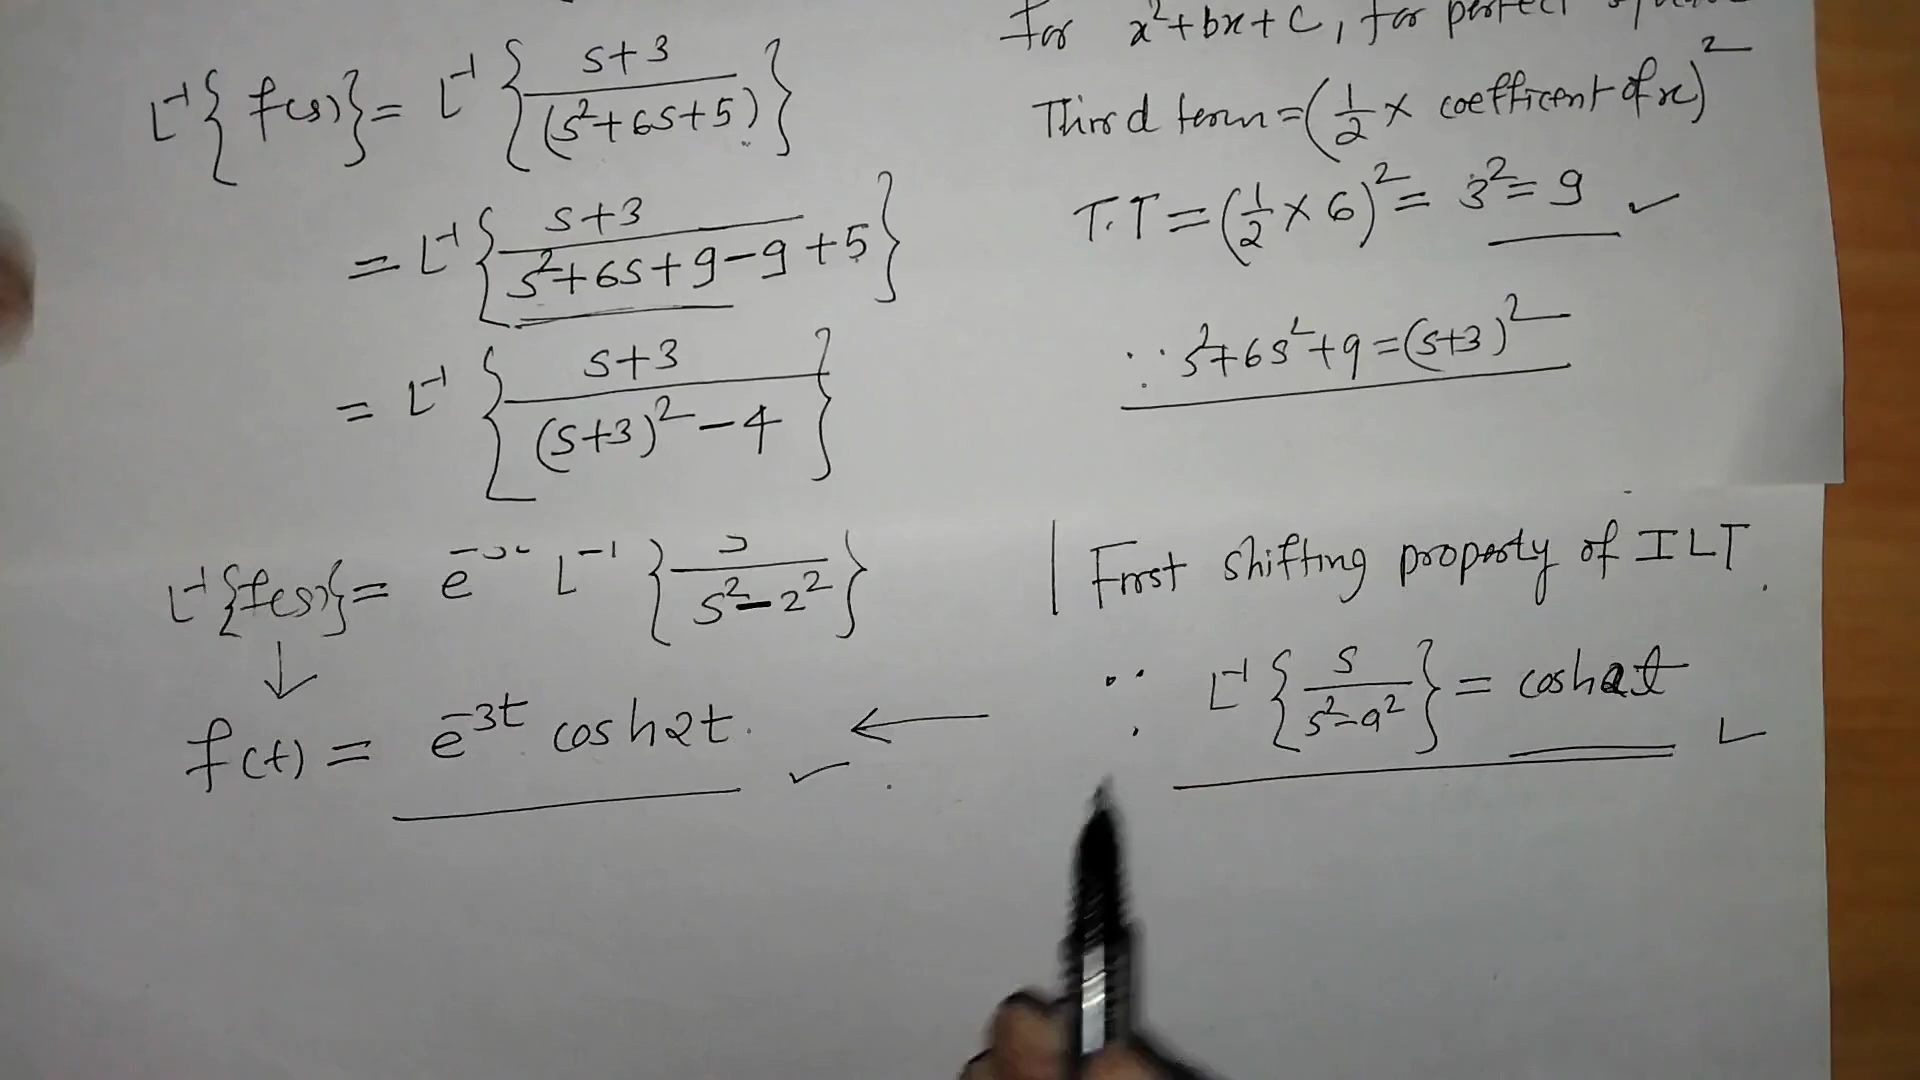 L⁻¹{f(s)} = L⁻¹{(s+3)/(s²+6s+5)}
= L⁻¹{(s+3)/(s²+6s+9-9+5)}
= L⁻¹{(s+3)/((s+3)²-4)}
L⁻¹{f(s)} = e L⁻¹{s/(s²-2²)}
↓
f(t) = e⁻³ᵗ cosh2t. ✓ ←
For x²+bx+c, for perfect
Third term = (1/2 × coefficent of x)²
T.T = (1/2 × 6)² = 3² = 9 ✓
∵ s²+6s²+9 = (s+3)²
First shifting property of ILT.
∵ L⁻¹{s/(s²-a²)} = coshat ✓